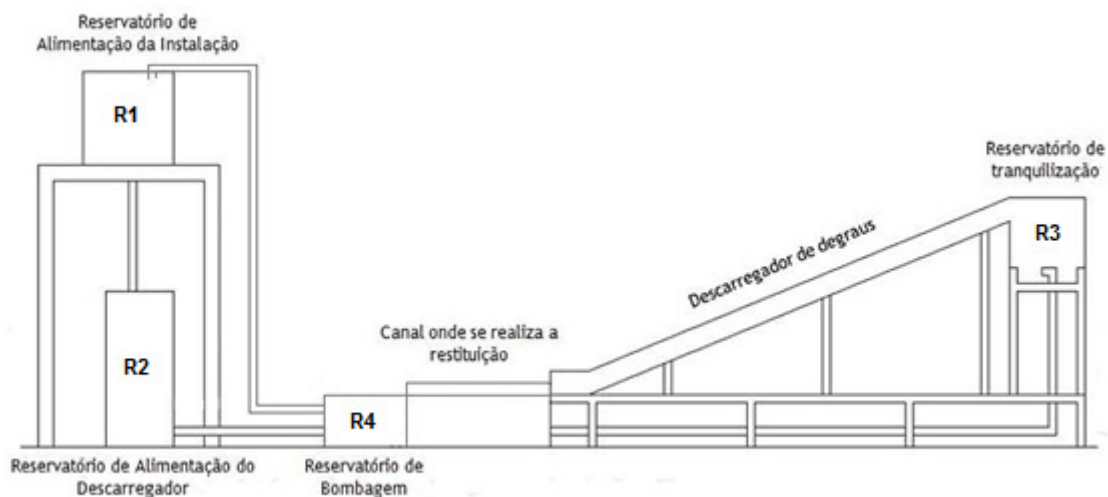 Reservatório de
Alimentação da Instalação
R1
Reservatório de
tranquilização
R3
Descarregador de degraus
Canal onde se realiza a
restituição
R2
R4
Reservatório de Alimentação do
Descarregador
Reservatório de
Bombagem